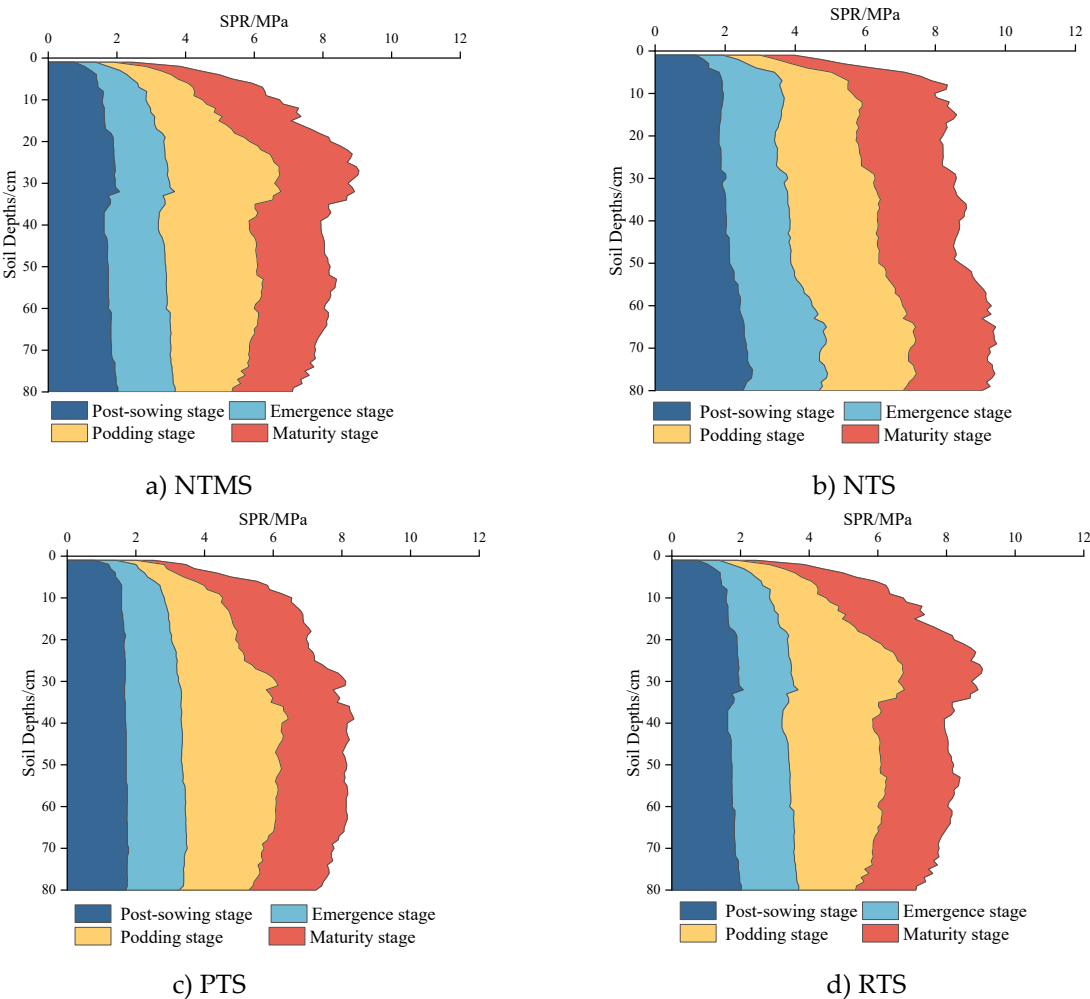 SPR/MPa
0 2 4 6 8 10 12
Soil Depths/cm
0
10
20
30
40
50
60
70
80
Post-sowing stage Emergence stage
Podding stage Maturity stage
a) NTMS
SPR/MPa
0 2 4 6 8 10 12
Soil Depths/cm
0
10
20
30
40
50
60
70
80
Post-sowing stage Emergence stage
Podding stage Maturity stage
b) NTS
SPR/MPa
0 2 4 6 8 10 12
Soil Depths/cm
0
10
20
30
40
50
60
70
80
Post-sowing stage Emergence stage
Podding stage Maturity stage
c) PTS
SPR/MPa
0 2 4 6 8 10 12
Soil Depths/cm
0
10
20
30
40
50
60
70
80
Post-sowing stage Emergence stage
Podding stage Maturity stage
d) RTS